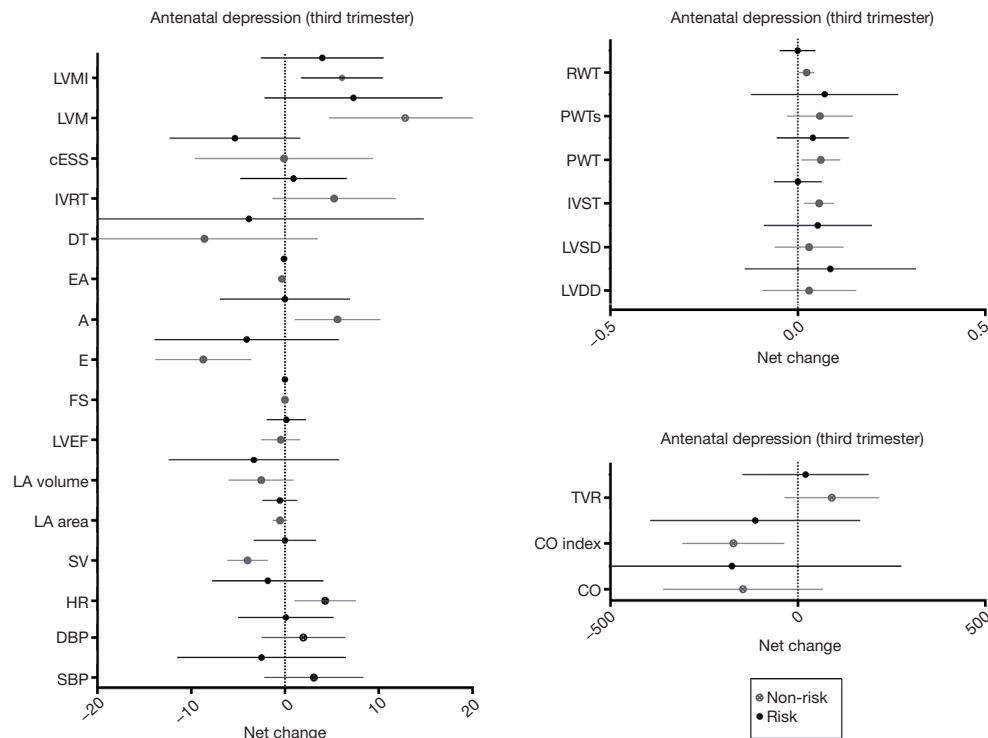 Antenatal depression (third trimester)
LVMI
LVM
cESS
IVRT
DT
EA
A
E
FS
LVEF
LA volume
LA area
SV
HR
DBP
SBP
-20
-10
0
10
20
Net change
Antenatal depression (third trimester)
RWT
PWTs
PWT
IVST
LVSD
LVDD
-0.5
0.0
0.5
Net change
Antenatal depression (third trimester)
TVR
CO index
CO
-500
0
500
Net change
Non-risk
Risk